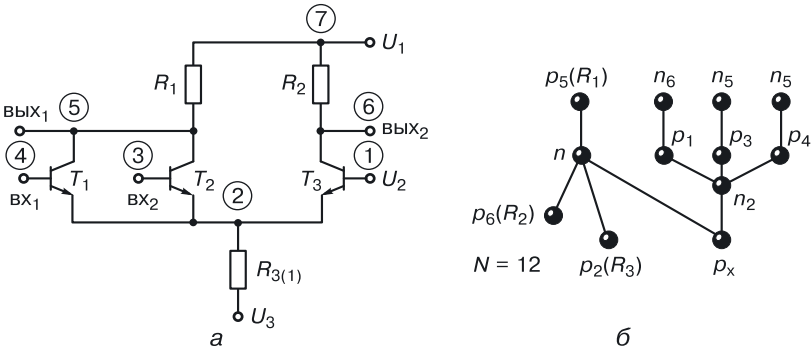 ⑦
U₁
R₁
R₂
вых₁
⑤
⑥
вых₂
④
T₁
③
T₂
T₃
①
U₂
вх₁
вх₂
②
R₃₍₁₎
U₃
а
p₅(R₁)
n₆
n₅
n₅
n
p₁
p₃
p₄
n₂
p₆(R₂)
N = 12
p₂(R₃)
pₓ
б